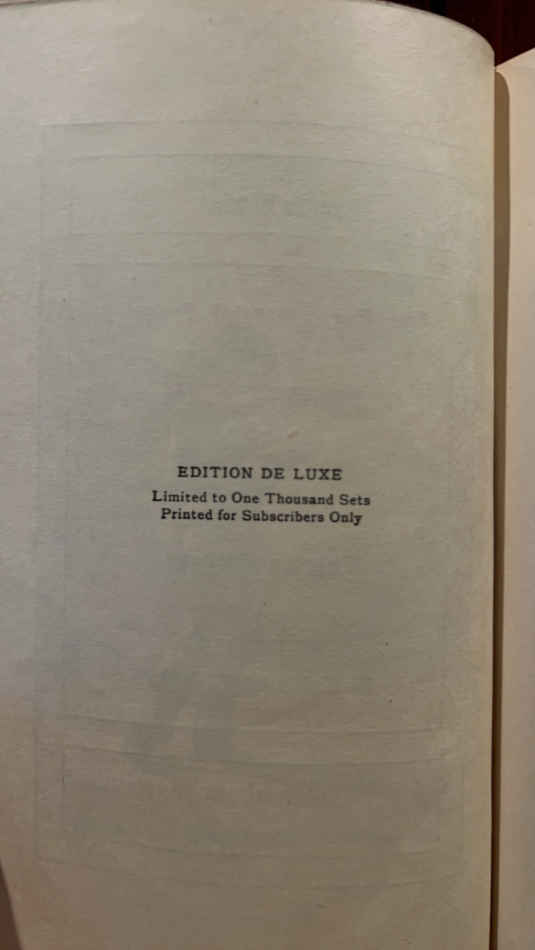 EDITION DE LUXE
Limited to One Thousand Sets
Printed for Subscribers Only